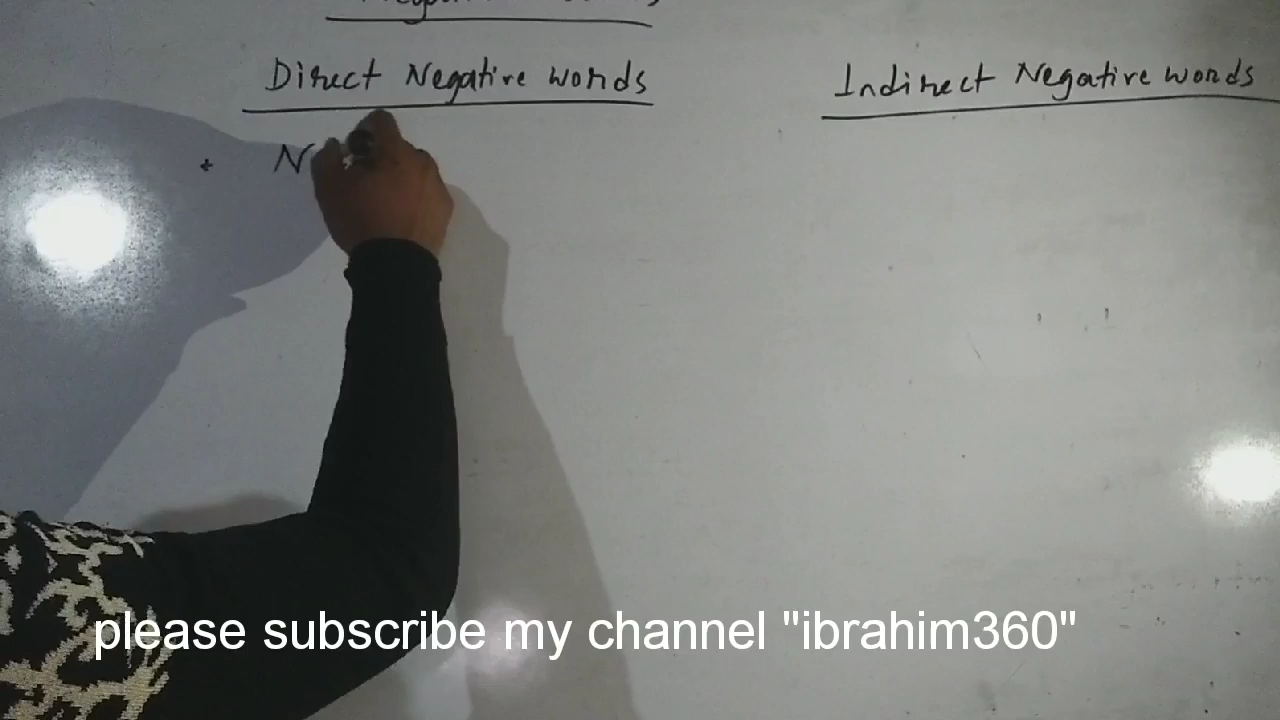 Direct Negative words
Indirect Negative words
+ N
please subscribe my channel "ibrahim360"